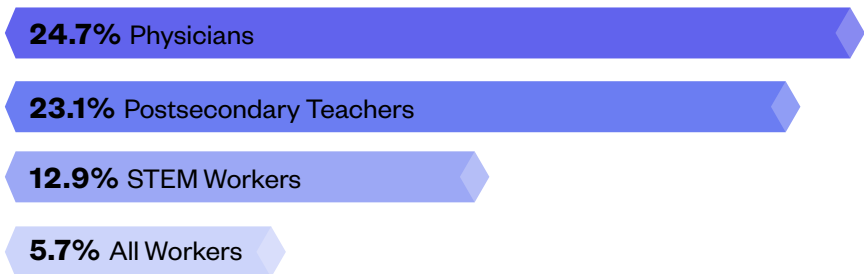 24.7% Physicians
23.1% Postsecondary Teachers
12.9% STEM Workers
5.7% All Workers